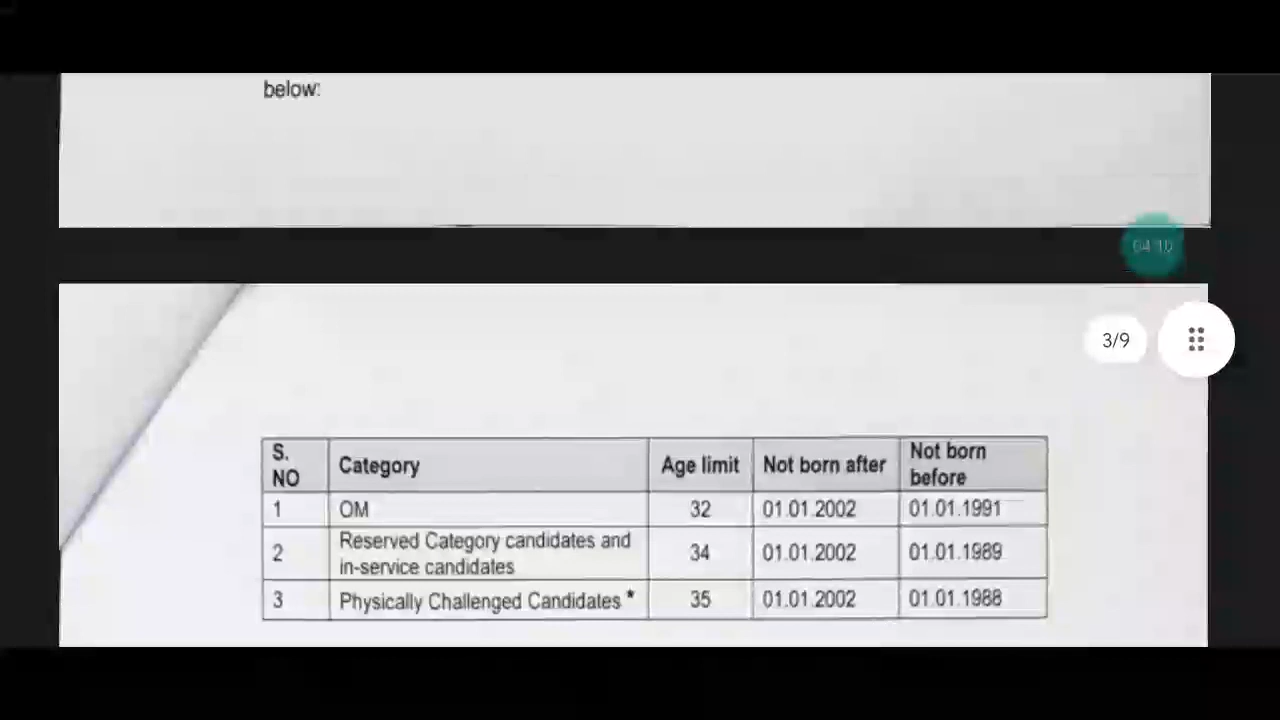 below:
04:10
3/9
S. NO Category Age limit Not born after Not born before
1 OM 32 01.01.2002 01.01.1991
2 Reserved Category candidates and in-service candidates 34 01.01.2002 01.01.1989
3 Physically Challenged Candidates * 35 01.01.2002 01.01.1988